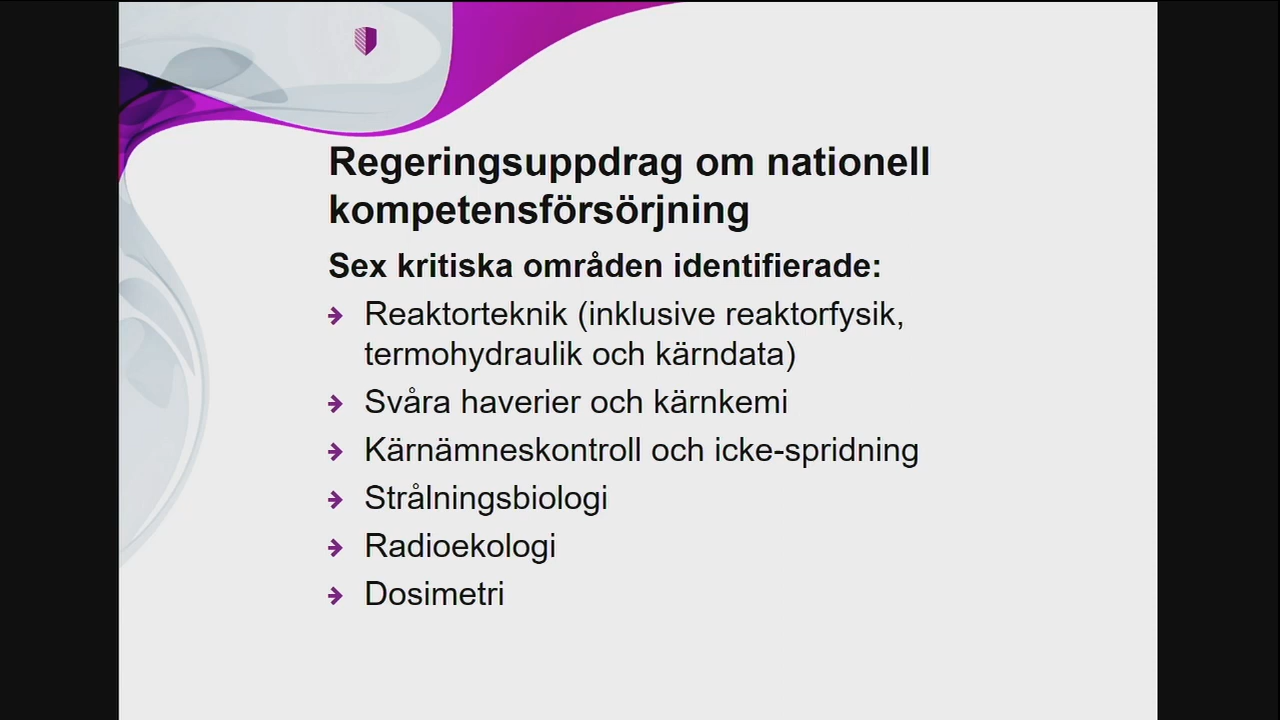 Regeringsuppdrag om nationell
kompetensförsörjning
Sex kritiska områden identifierade:
Reaktorteknik (inklusive reaktorfysik,
termohydraulik och kärndata)
Svåra haverier och kärnkemi
Kärnämneskontroll och icke-spridning
Strålningsbiologi
Radioekologi
Dosimetri